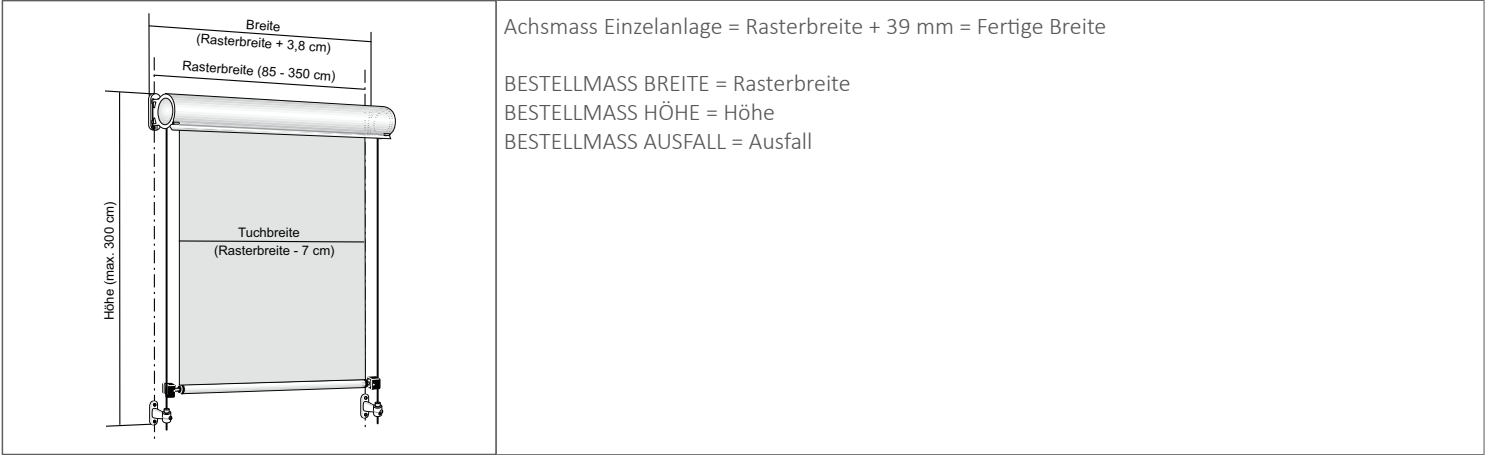 Breite
(Rasterbreite + 3,8 cm)
Rasterbreite (85 - 350 cm)
Höhe (max. 300 cm)
Tuchbreite
(Rasterbreite - 7 cm)
Achsmass Einzelanlage = Rasterbreite + 39 mm = Fertige Breite
BESTELLMASS BREITE = Rasterbreite
BESTELLMASS HÖHE = Höhe
BESTELLMASS AUSFALL = Ausfall